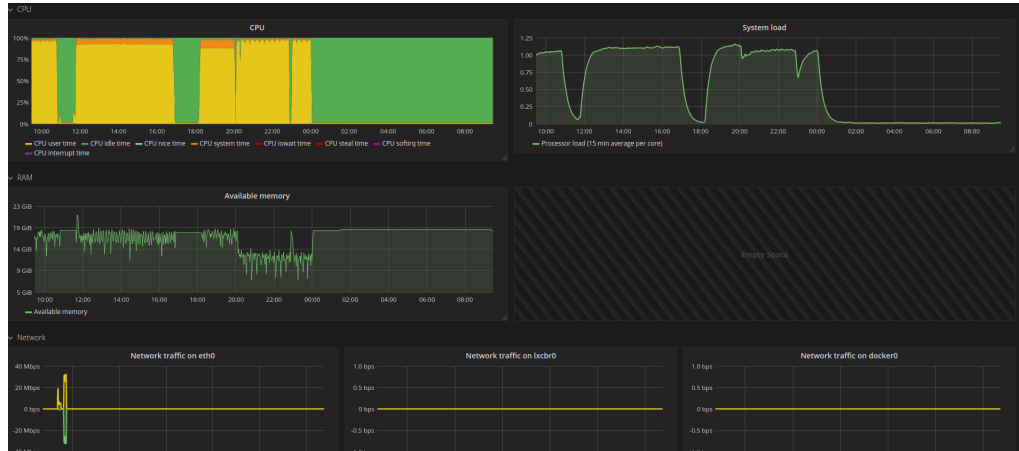 CPU
CPU
100%
75%
50%
25%
0%
10:00 12:00 14:00 16:00 18:00 20:00 22:00 00:00 02:00 04:00 06:00 08:00
CPU user time CPU idle time CPU nice time CPU system time CPU iowait time CPU steal time CPU softirq time
CPU interrupt time
System load
1.25
1.00
0.75
0.50
0.25
0
10:00 12:00 14:00 16:00 18:00 20:00 22:00 00:00 02:00 04:00 06:00 08:00
Processor load (15 min average per core)
RAM
Available memory
23 GiB
19 GiB
14 GiB
9 GiB
5 GiB
10:00 12:00 14:00 16:00 18:00 20:00 22:00 00:00 02:00 04:00 06:00 08:00
Available memory
Empty Space
Network
Network traffic on eth0
40 Mbps
20 Mbps
0 bps
-20 Mbps
Network traffic on lxcbr0
1.0 bps
0.5 bps
0 bps
-0.5 bps
Network traffic on docker0
1.0 bps
0.5 bps
0 bps
-0.5 bps